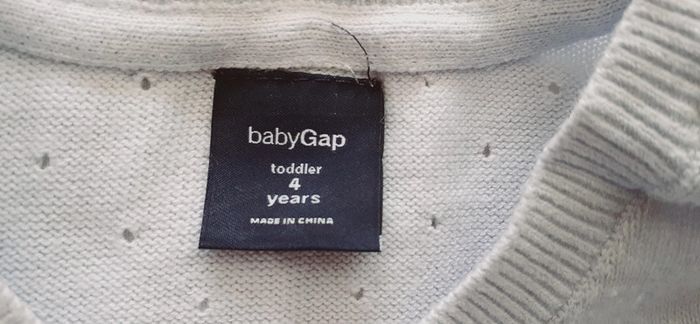 babyGap
toddler
4
years
MADE IN CHINA